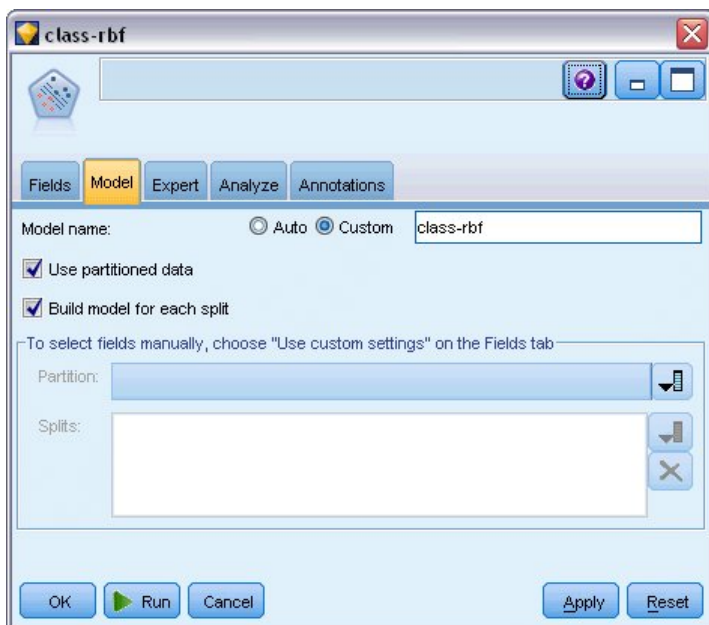 class-rbf
Fields Model Expert Analyze Annotations
Model name: Auto Custom class-rbf
Use partitioned data
Build model for each split
To select fields manually, choose "Use custom settings" on the Fields tab
Partition:
Splits:
OK Run Cancel Apply Reset